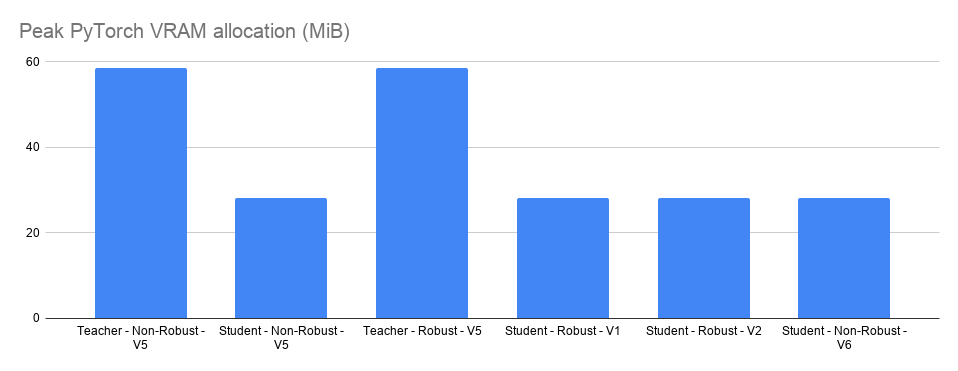 Peak PyTorch VRAM allocation (MiB)
60
40
20
0
Teacher - Non-Robust -
V5
Student - Non-Robust -
V5
Teacher - Robust - V5
Student - Robust - V1
Student - Robust - V2
Student - Non-Robust -
V6